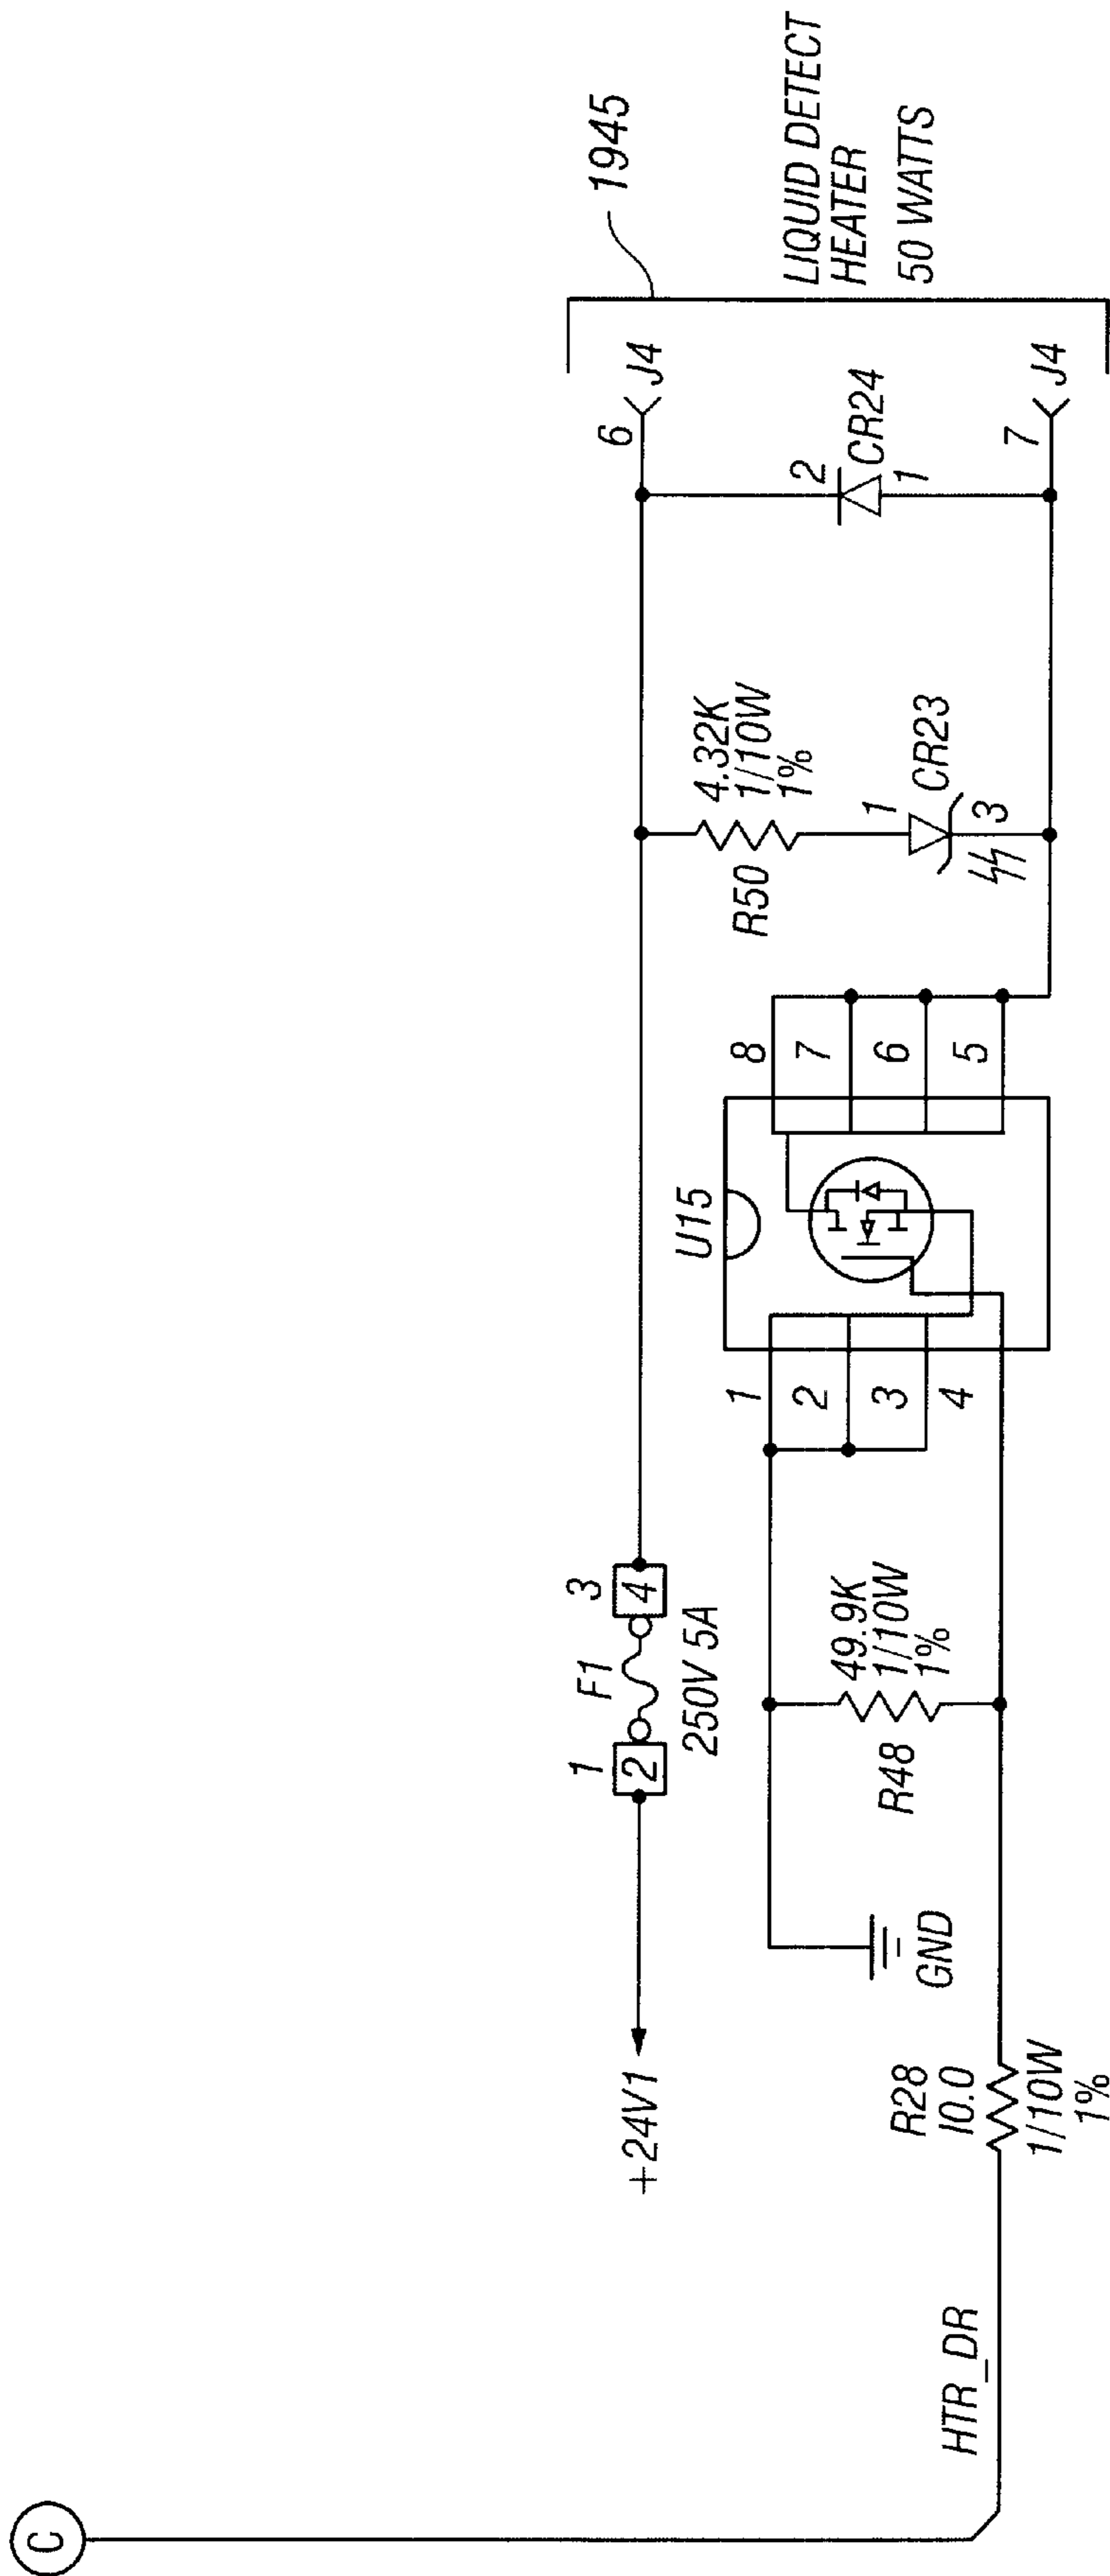 C
HTR_DR
+24V1
1
2
F1
3
4
250V 5A
R28
10.0
1/10W
1%
GND
R48
49.9K
1/10W
1%
U15
1
2
3
4
8
7
6
5
R50
4.32K
1/10W
1%
1
CR23
3
2
CR24
1
6
J4
7
J4
1945
LIQUID DETECT
HEATER
50 WATTS